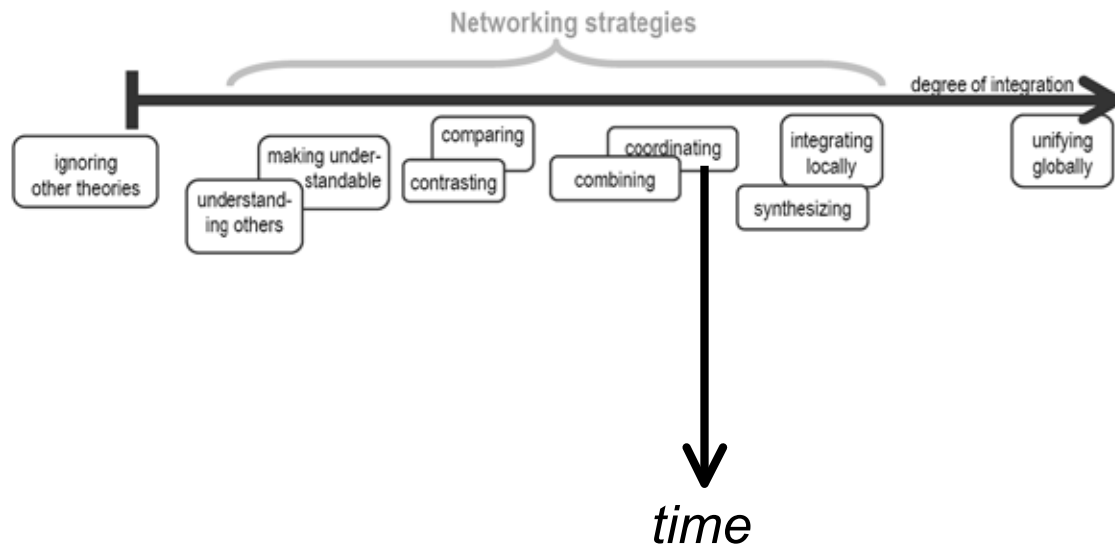 Networking strategies
degree of integration
ignoring
other theories
making under-
standable
understand-
ing others
comparing
contrasting
coordinating
combining
integrating
locally
synthesizing
unifying
globally
time